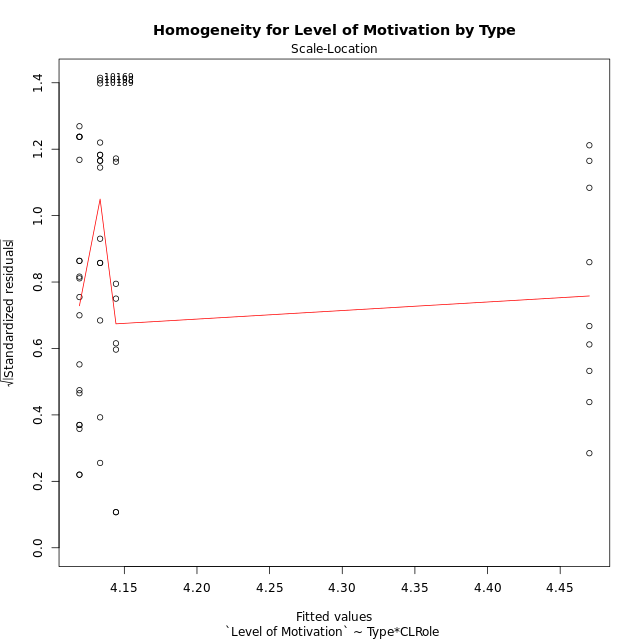 Homogeneity for Level of Motivation by Type
Scale-Location
10169
10189
1.4
1.2
1.0
0.8
0.6
0.4
0.2
0.0
√|Standardized residuals|
4.15 4.20 4.25 4.30 4.35 4.40 4.45
Fitted values
`Level of Motivation` ~ Type*CLRole